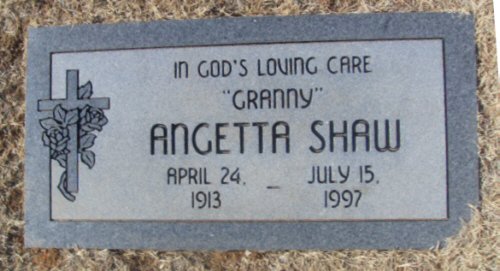 IN GOD'S LOVING CARE
"GRANNY"
ANGETTA SHAW
APRIL 24, — JULY 15,
1913 1997